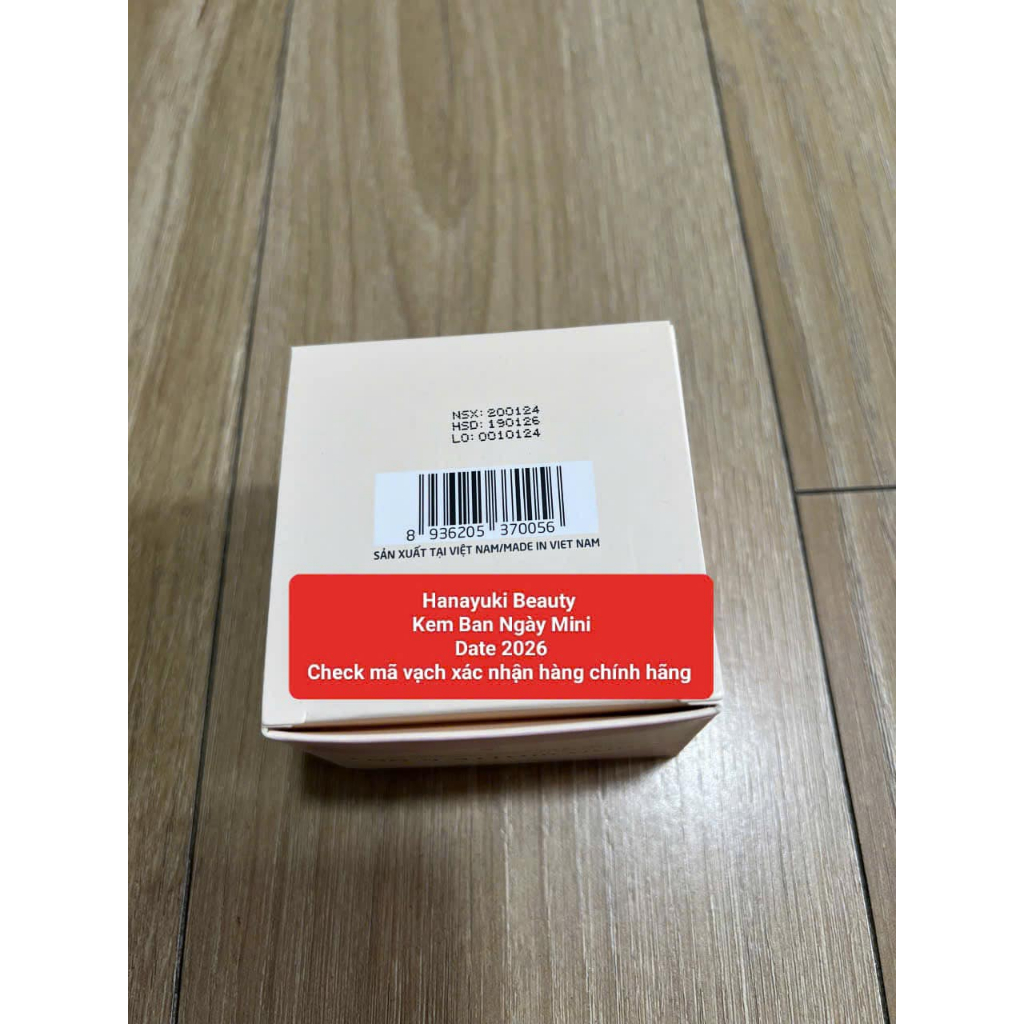 NSX: 200124
HSD: 190126
LO: 0010124
8 936205 370056
SẢN XUẤT TẠI VIỆT NAM/MADE IN VIET NAM
Hanayuki Beauty
Kem Ban Ngày Mini
Date 2026
Check mã vạch xác nhận hàng chính hãng